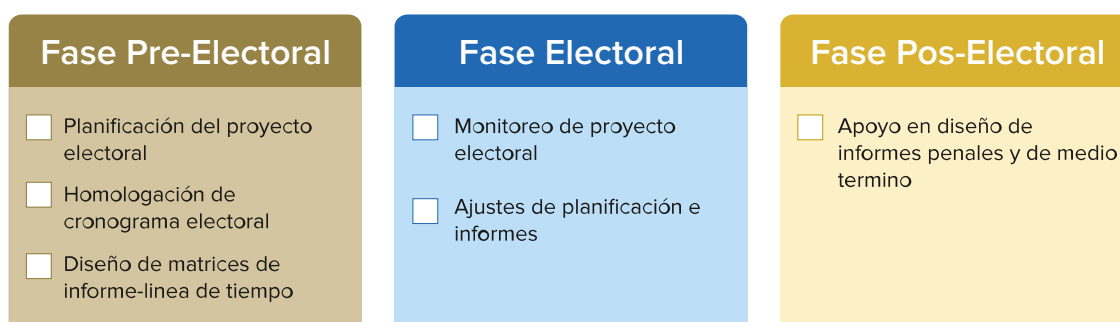 Fase Pre-Electoral
Planificación del proyecto
electoral
Homologación de
cronograma electoral
Diseño de matrices de
informe-linea de tiempo
Fase Electoral
Monitoreo de proyecto
electoral
Ajustes de planificación e
informes
Fase Pos-Electoral
Apoyo en diseño de
informes penales y de medio
termino